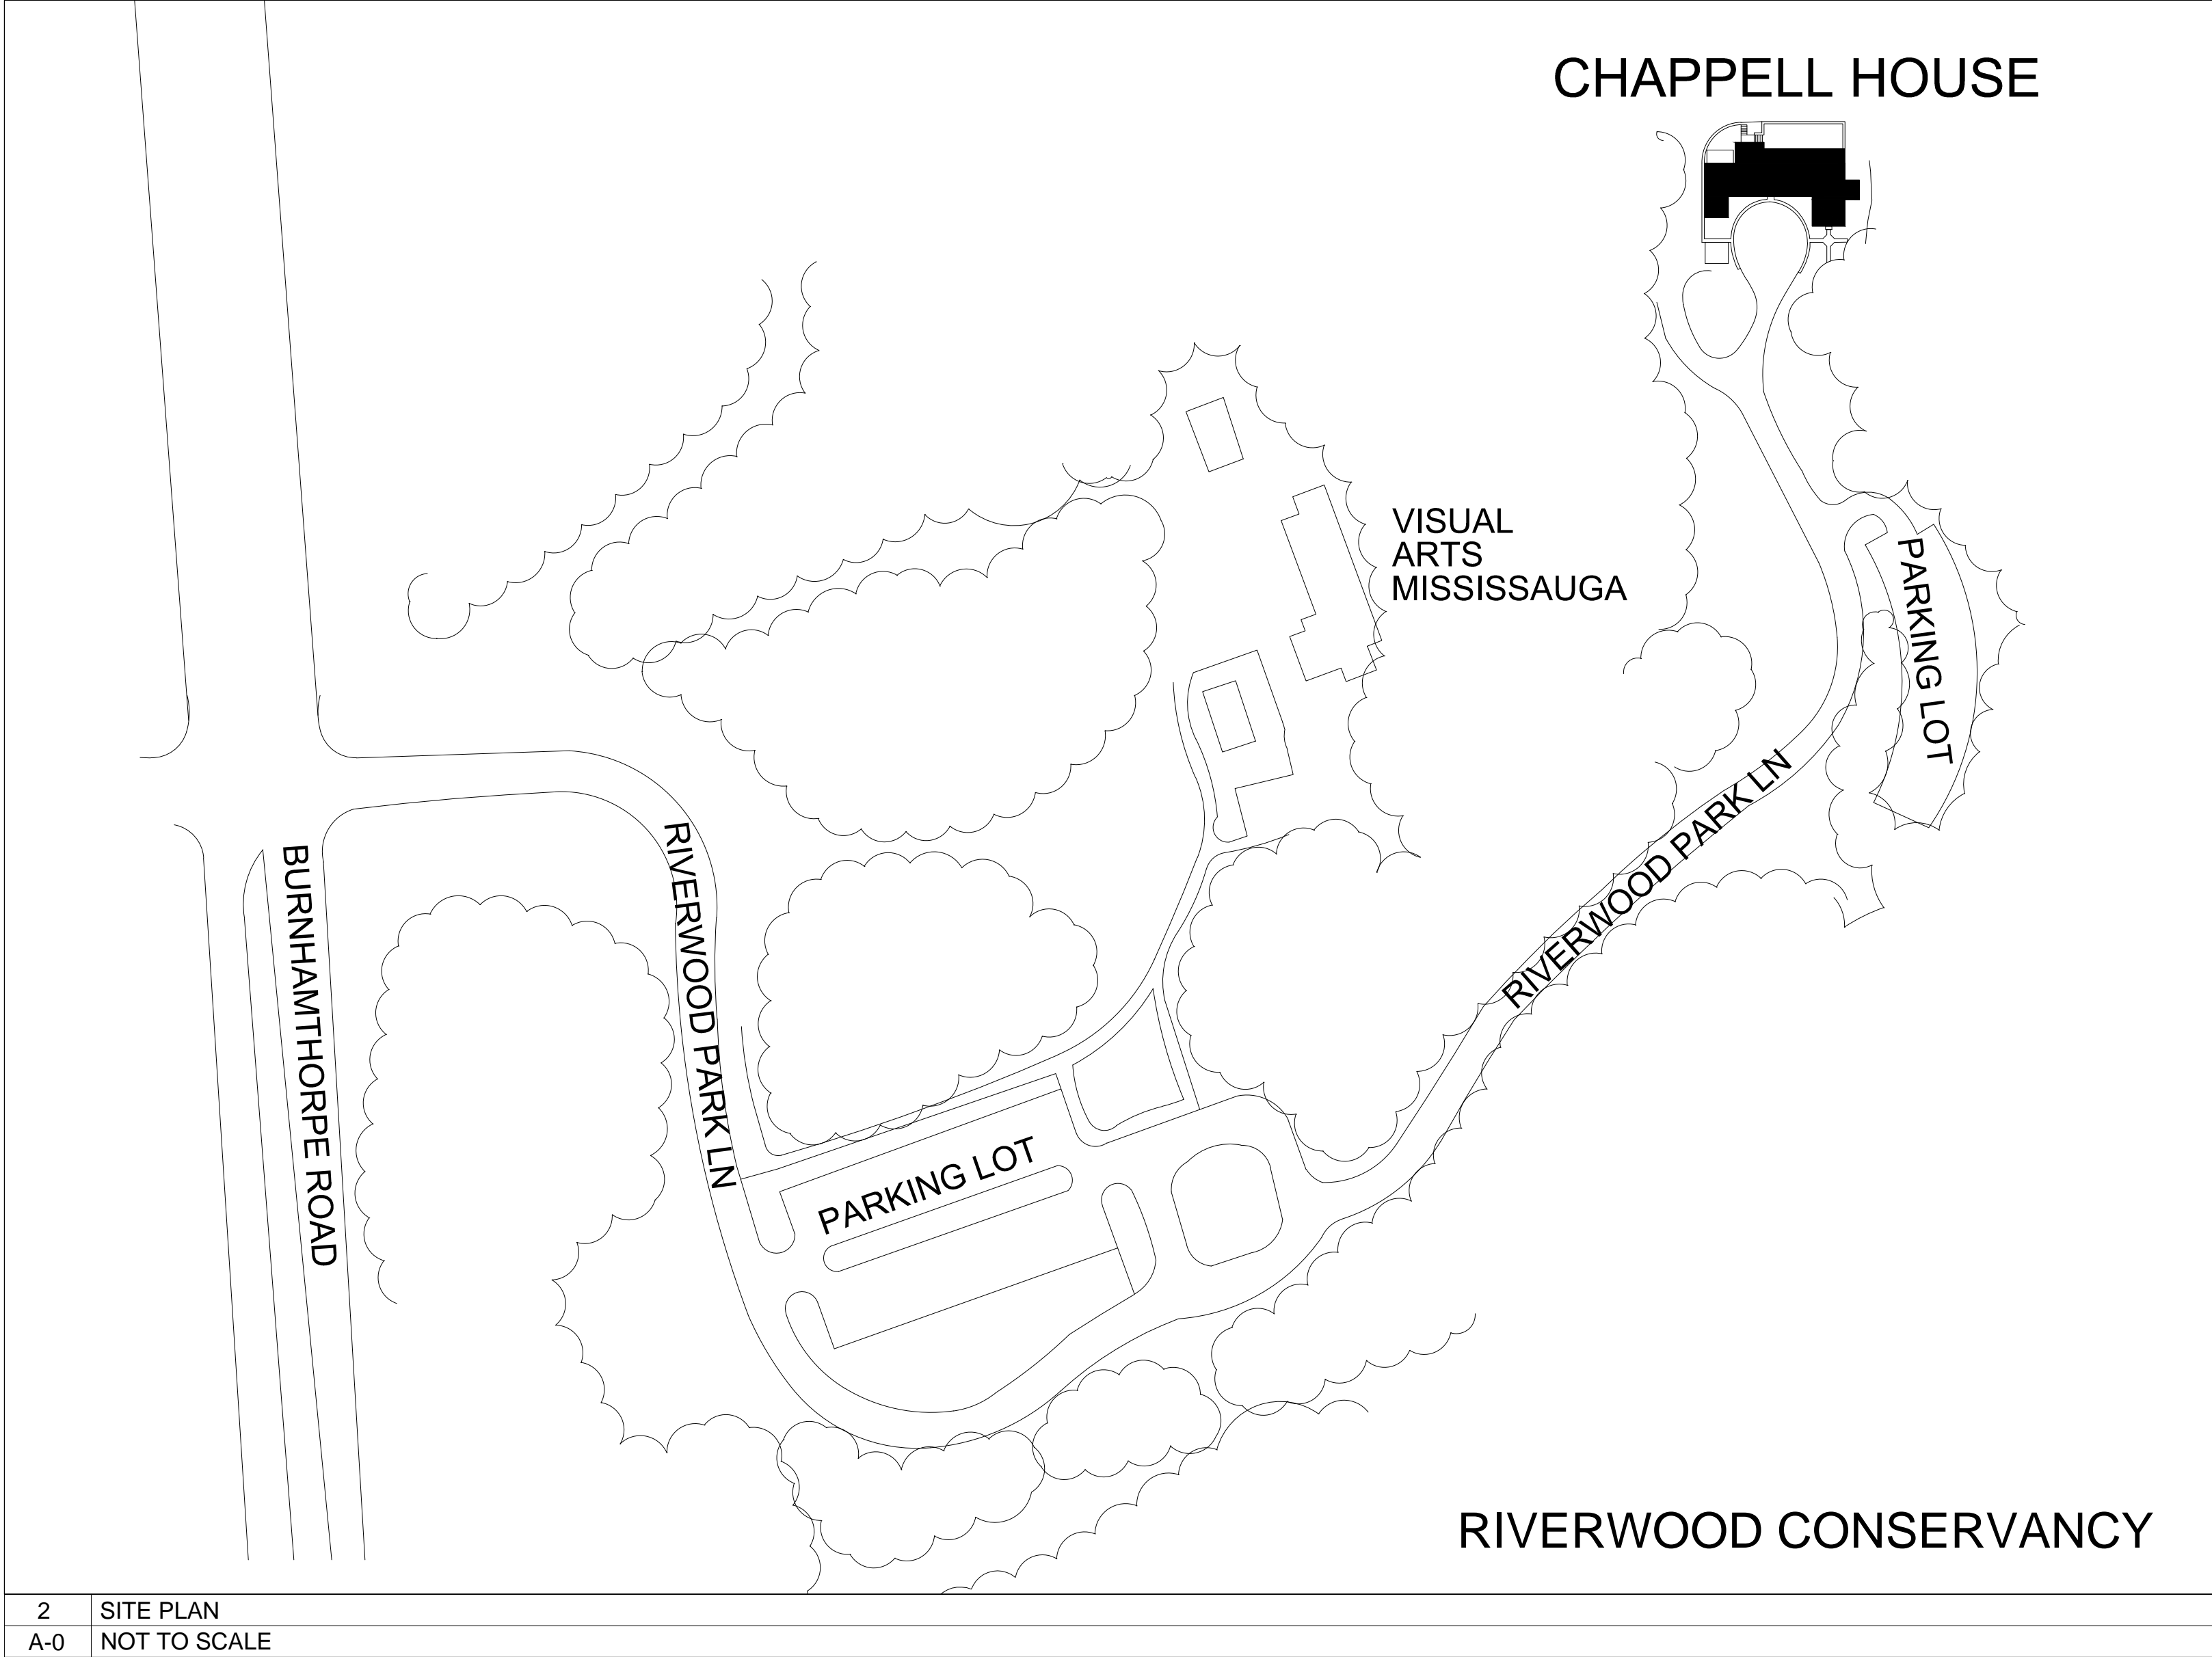 CHAPPELL HOUSE
VISUAL
ARTS
MISSISSAUGA
PARKING LOT
RIVERWOOD PARK LN
RIVERWOOD PARK LN
BURNHAMTHORPE ROAD
PARKING LOT
RIVERWOOD CONSERVANCY
2 SITE PLAN
A-0 NOT TO SCALE